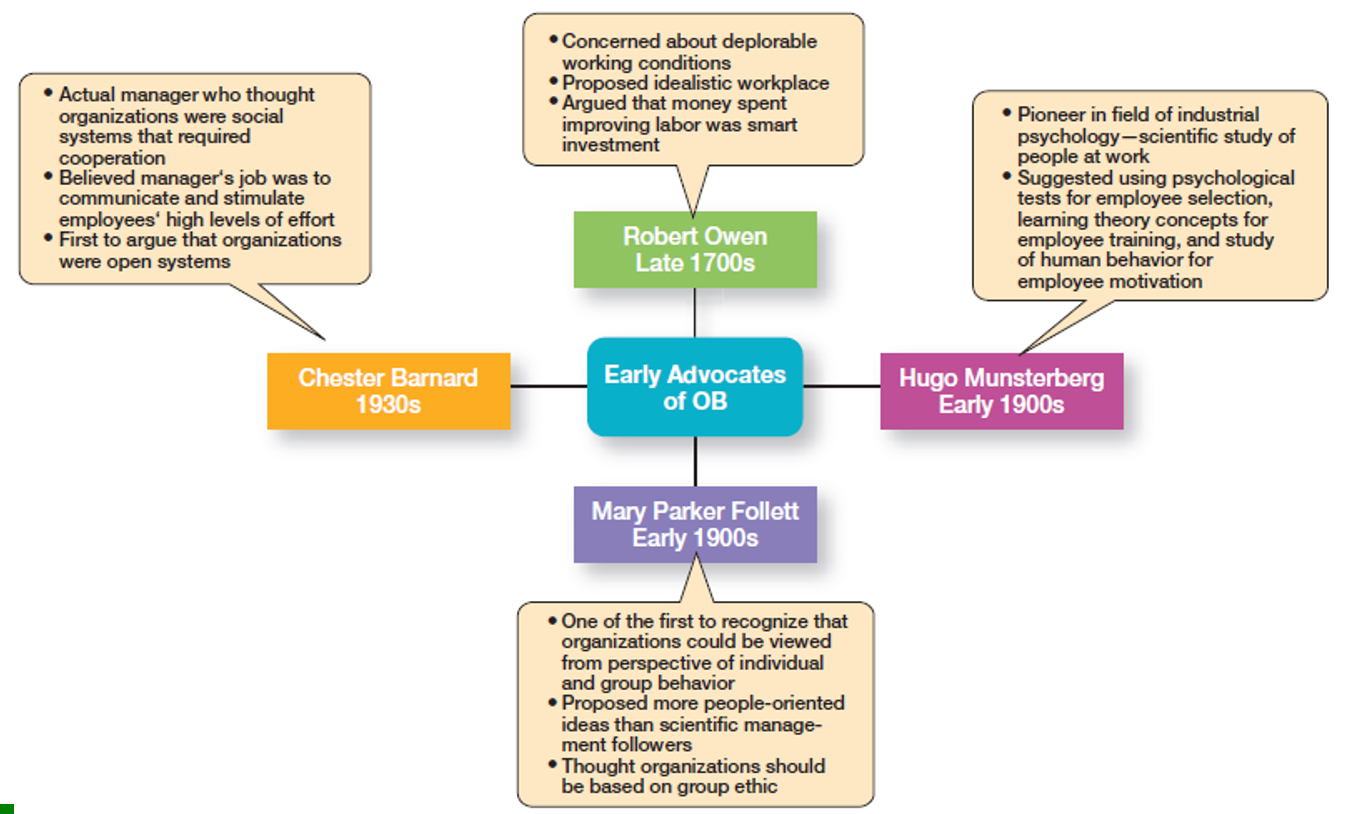 • Concerned about deplorable
working conditions
• Proposed idealistic workplace
• Argued that money spent
improving labor was smart
investment
• Actual manager who thought
organizations were social
systems that required
cooperation
• Believed manager‘s job was to
communicate and stimulate
employees‘ high levels of effort
• First to argue that organizations
were open systems
• Pioneer in field of industrial
psychology—scientific study of
people at work
• Suggested using psychological
tests for employee selection,
learning theory concepts for
employee training, and study
of human behavior for
employee motivation
Robert Owen
Late 1700s
Chester Barnard
1930s
Early Advocates
of OB
Hugo Munsterberg
Early 1900s
Mary Parker Follett
Early 1900s
• One of the first to recognize that
organizations could be viewed
from perspective of individual
and group behavior
• Proposed more people-oriented
ideas than scientific manage-
ment followers
• Thought organizations should
be based on group ethic